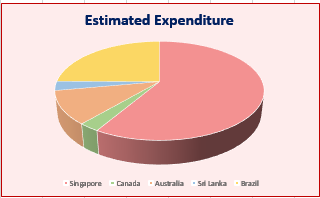 Estimated Expenditure
Singapore Canada Australia Sri Lanka Brazil